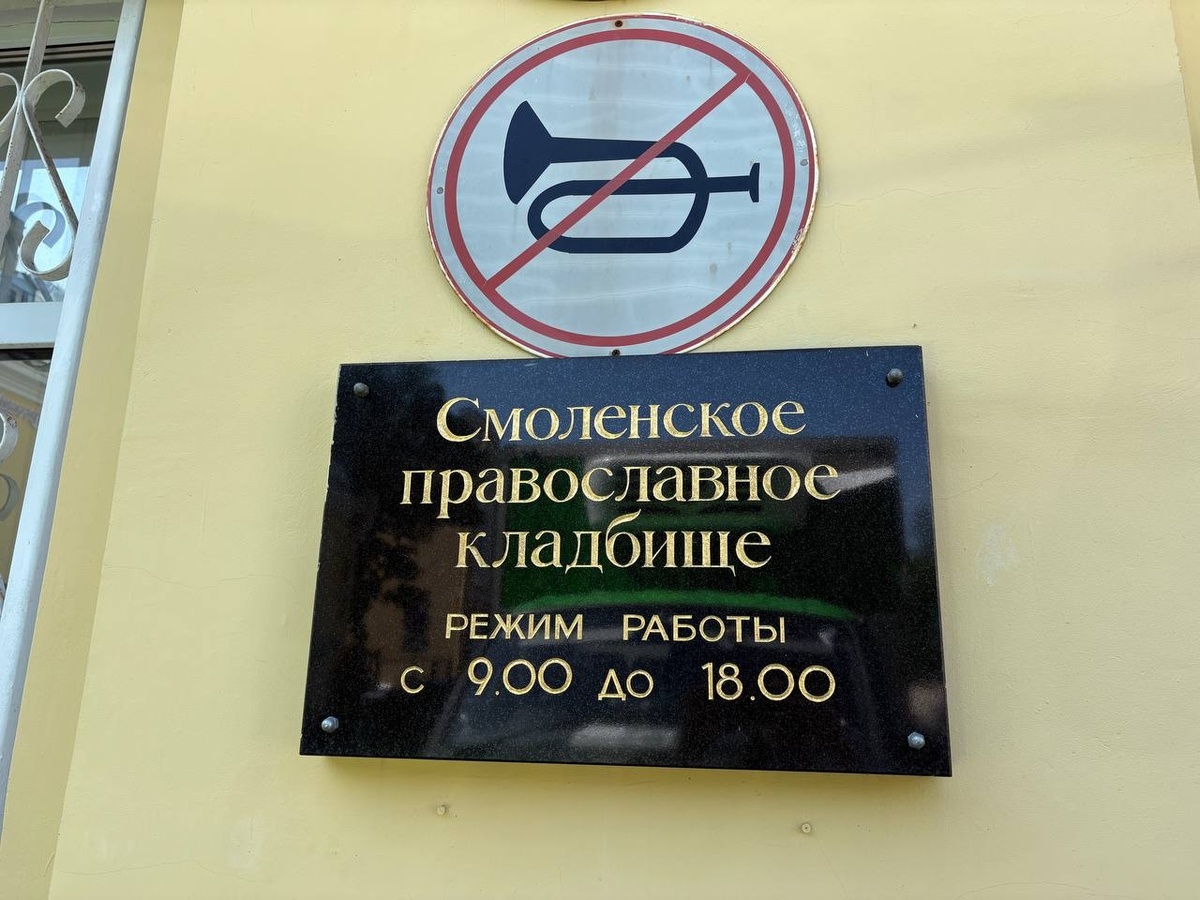 Смоленское
православное
кладбище
РЕЖИМ РАБОТЫ
с 9.00 до 18.00